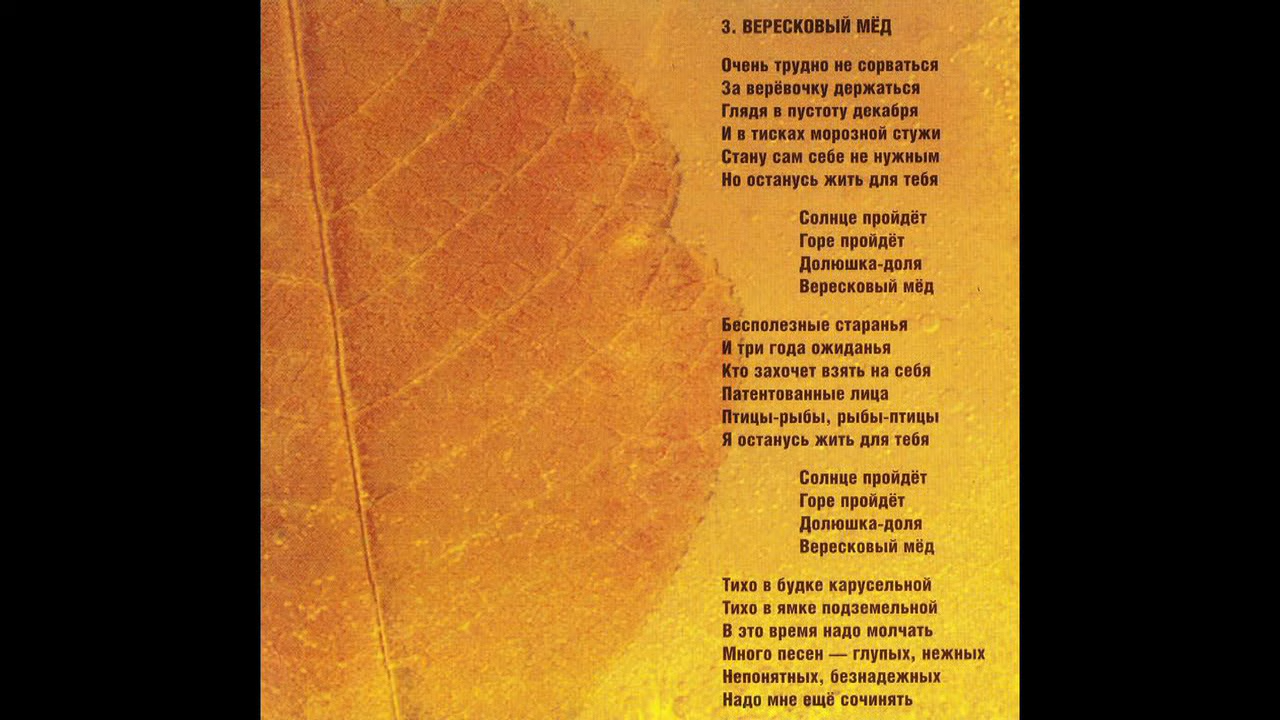 3. ВЕРЕСКОВЫЙ МЁД
Очень трудно не сорваться
За верёвочку держаться
Глядя в пустоту декабря
И в тисках морозной стужи
Стану сам себе не нужным
Но останусь жить для тебя
Солнце пройдёт
Горе пройдёт
Долюшка-доля
Вересковый мёд
Бесполезные старанья
И три года ожиданья
Кто захочет взять на себя
Патентованные лица
Птицы-рыбы, рыбы-птицы
Я останусь жить для тебя
Солнце пройдёт
Горе пройдёт
Долюшка-доля
Вересковый мёд
Тихо в будке карусельной
Тихо в ямке подземельной
В это время надо молчать
Много песен — глупых, нежных
Непонятных, безнадежных
Надо мне ещё сочинять